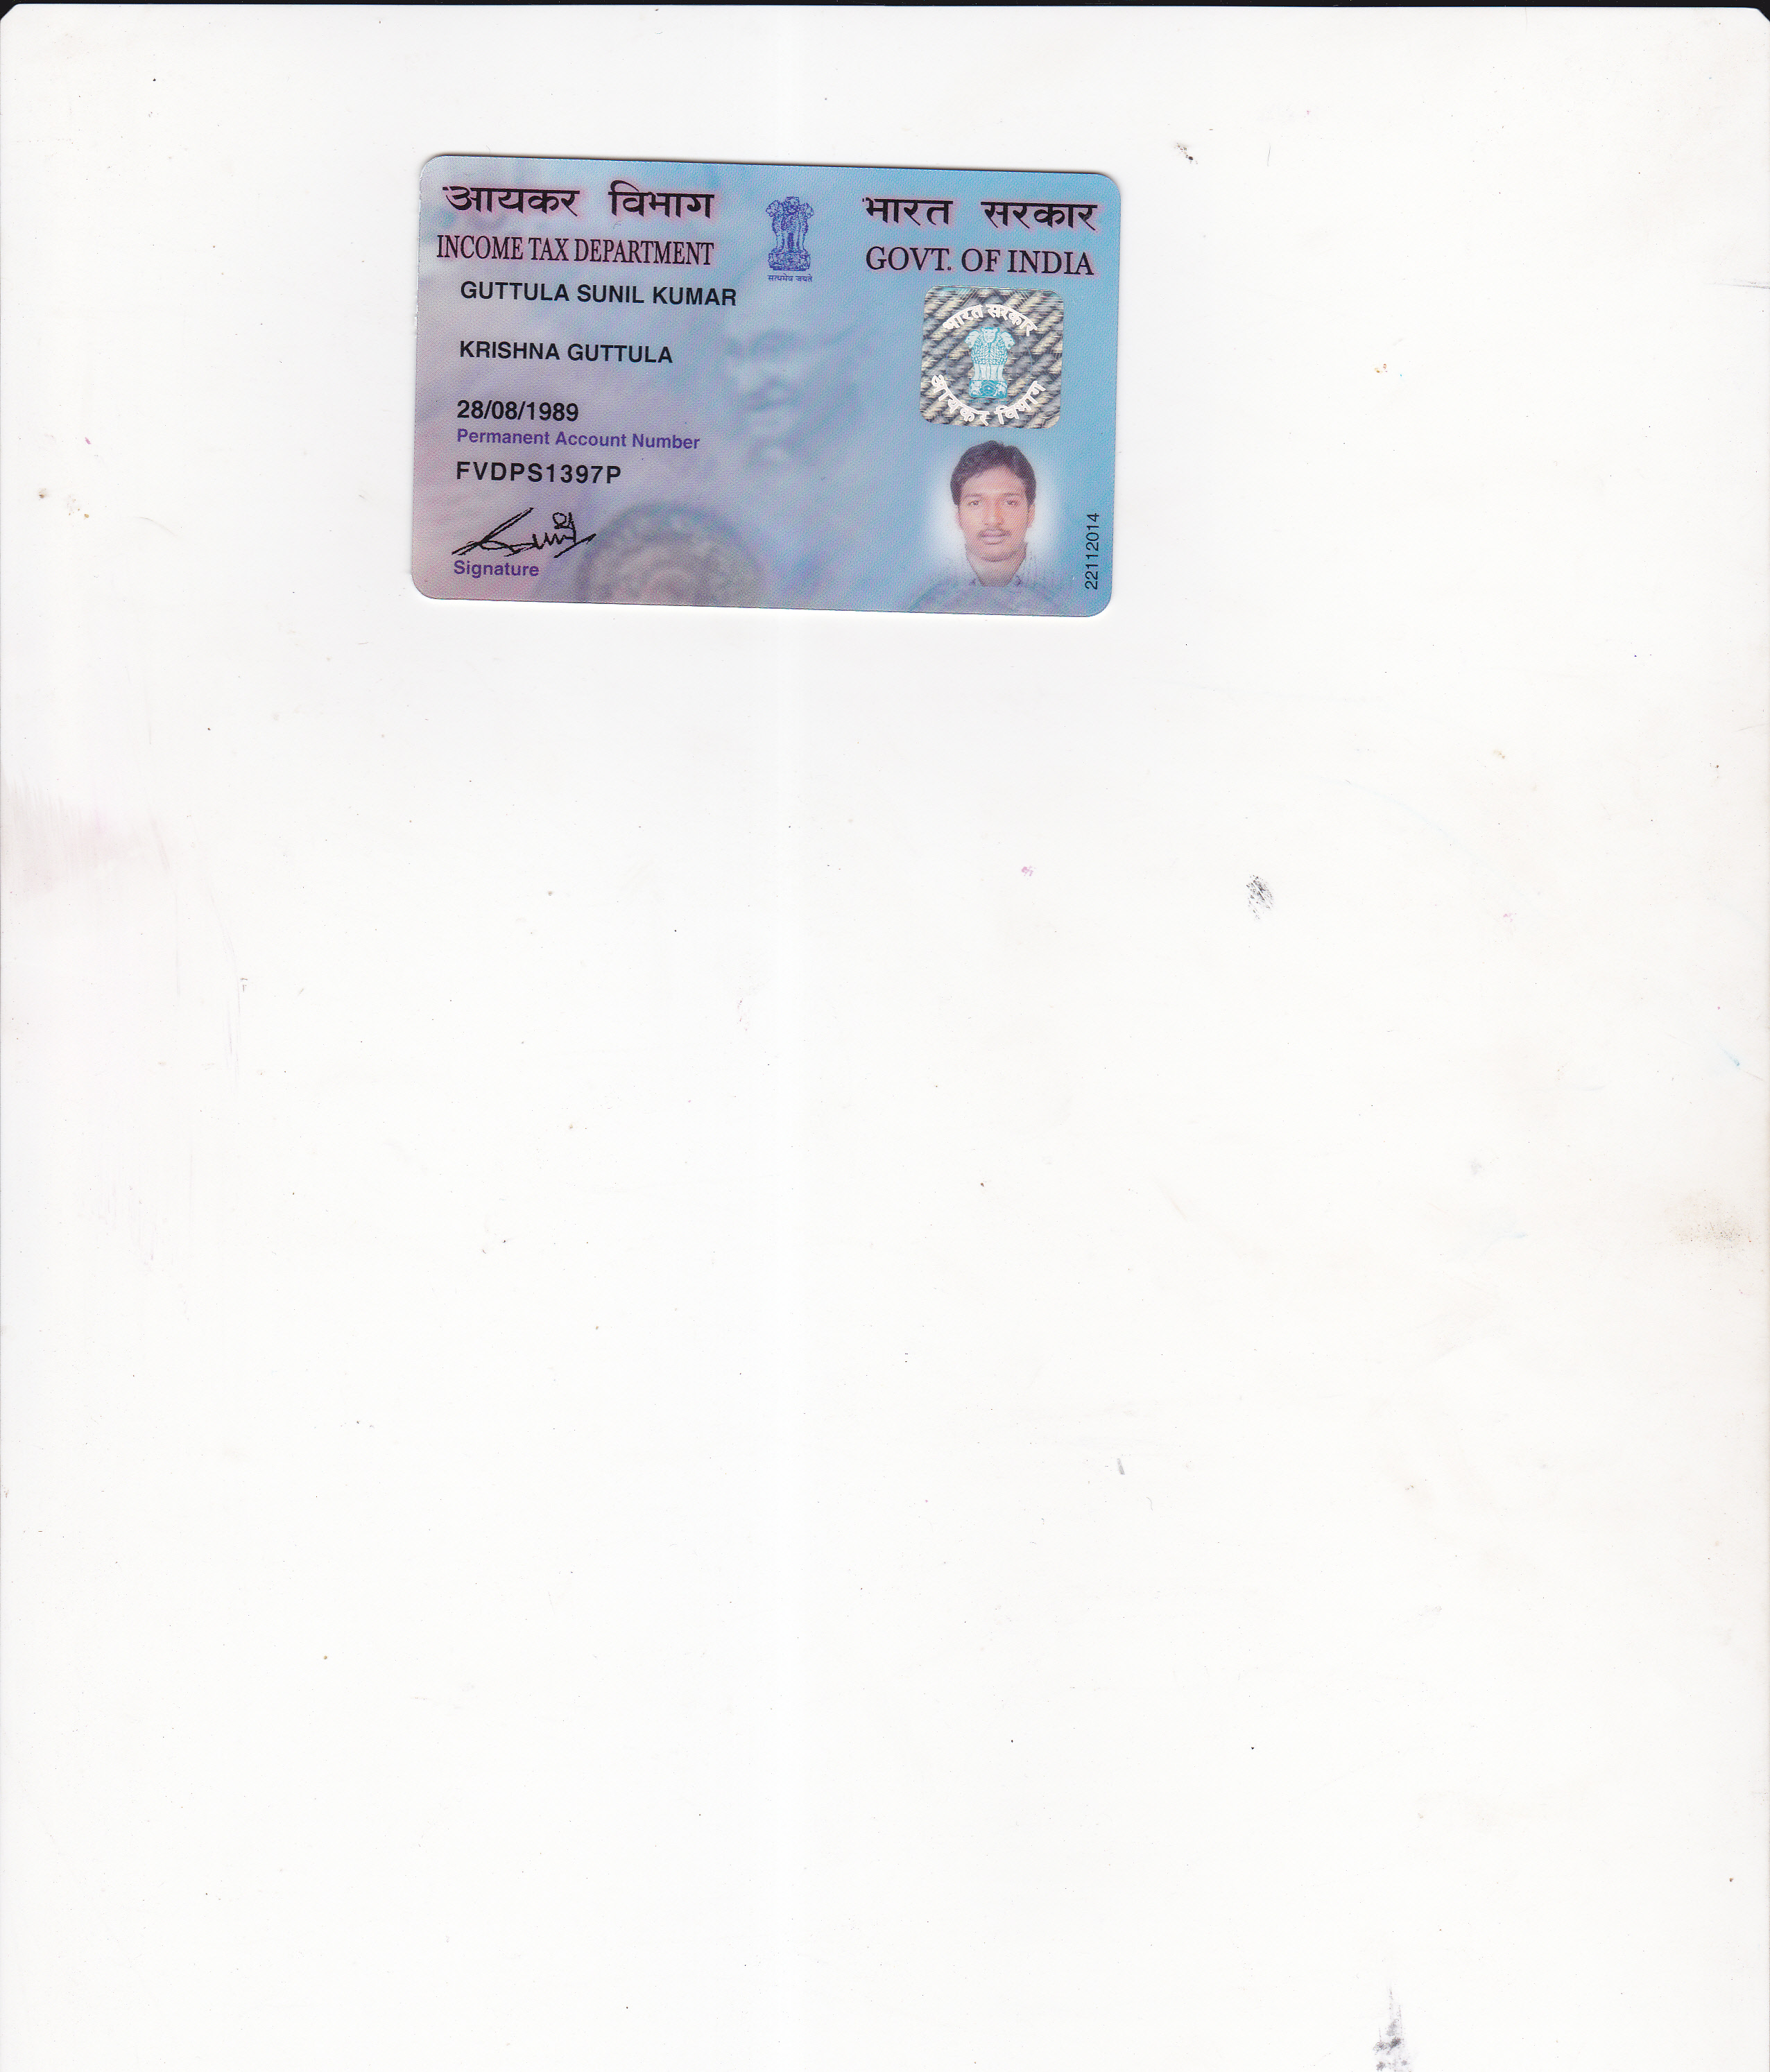 आयकर विभाग
INCOME TAX DEPARTMENT
सत्यमेव जयते
भारत सरकार
GOVT. OF INDIA
GUTTULA SUNIL KUMAR
KRISHNA GUTTULA
28/08/1989
Permanent Account Number
FVDPS1397P
Signature
भारत सरकार
आयकर विभाग
22112014